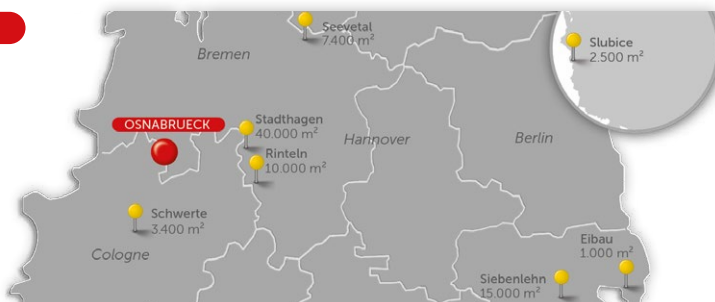 Seevetal
7.400 m²
Bremen
Slubice
2.500 m²
OSNABRUECK
Stadthagen
40.000 m²
Hannover
Berlin
Rinteln
10.000 m²
Schwerte
3.400 m²
Cologne
Eibau
1.000 m²
Siebenlehn
15.000 m²